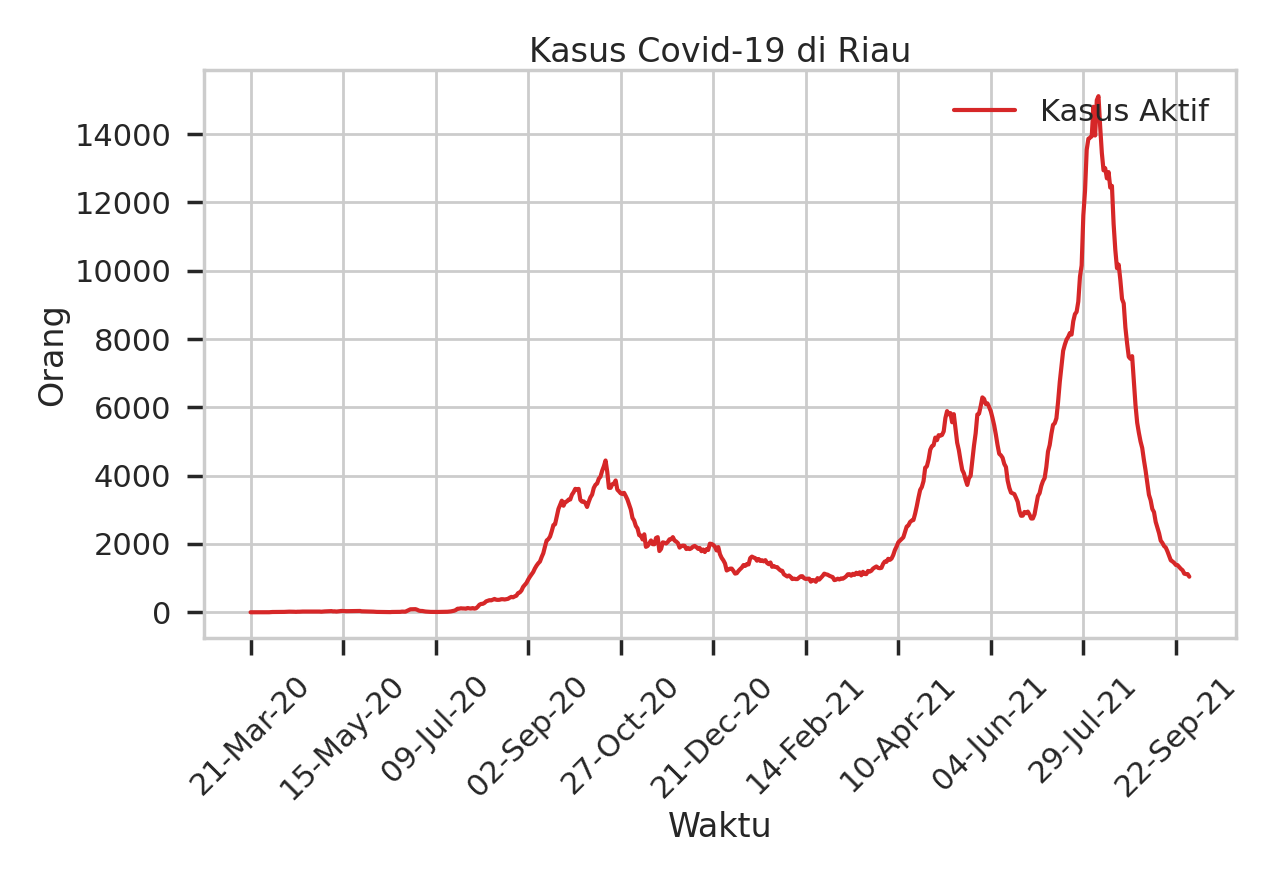 Kasus Covid-19 di Riau
Kasus Aktif
14000
12000
10000
8000
6000
4000
2000
0
Orang
21-Mar-20
15-May-20
09-Jul-20
02-Sep-20
27-Oct-20
21-Dec-20
14-Feb-21
10-Apr-21
04-Jun-21
29-Jul-21
22-Sep-21
Waktu